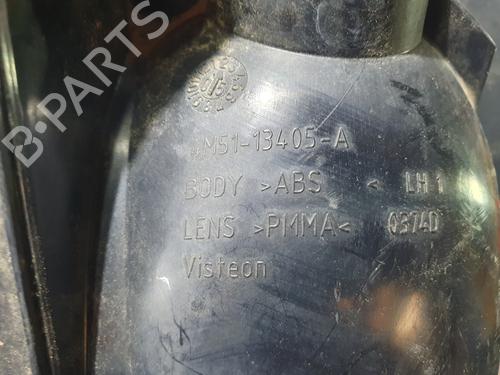 4M51-13405-A
BODY >ABS < LH 1
LENS >PMMA< 0374D
Visteon
B-PARTS